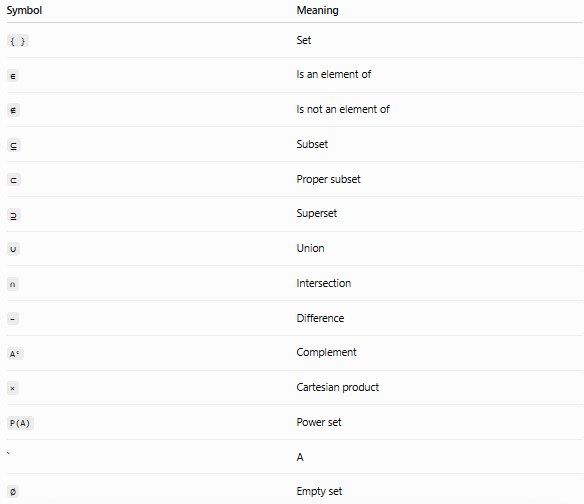 Symbol Meaning
{ } Set
∈ Is an element of
∉ Is not an element of
⊆ Subset
⊂ Proper subset
⊇ Superset
∪ Union
∩ Intersection
− Difference
Aᶜ Complement
× Cartesian product
P(A) Power set
` A
∅ Empty set